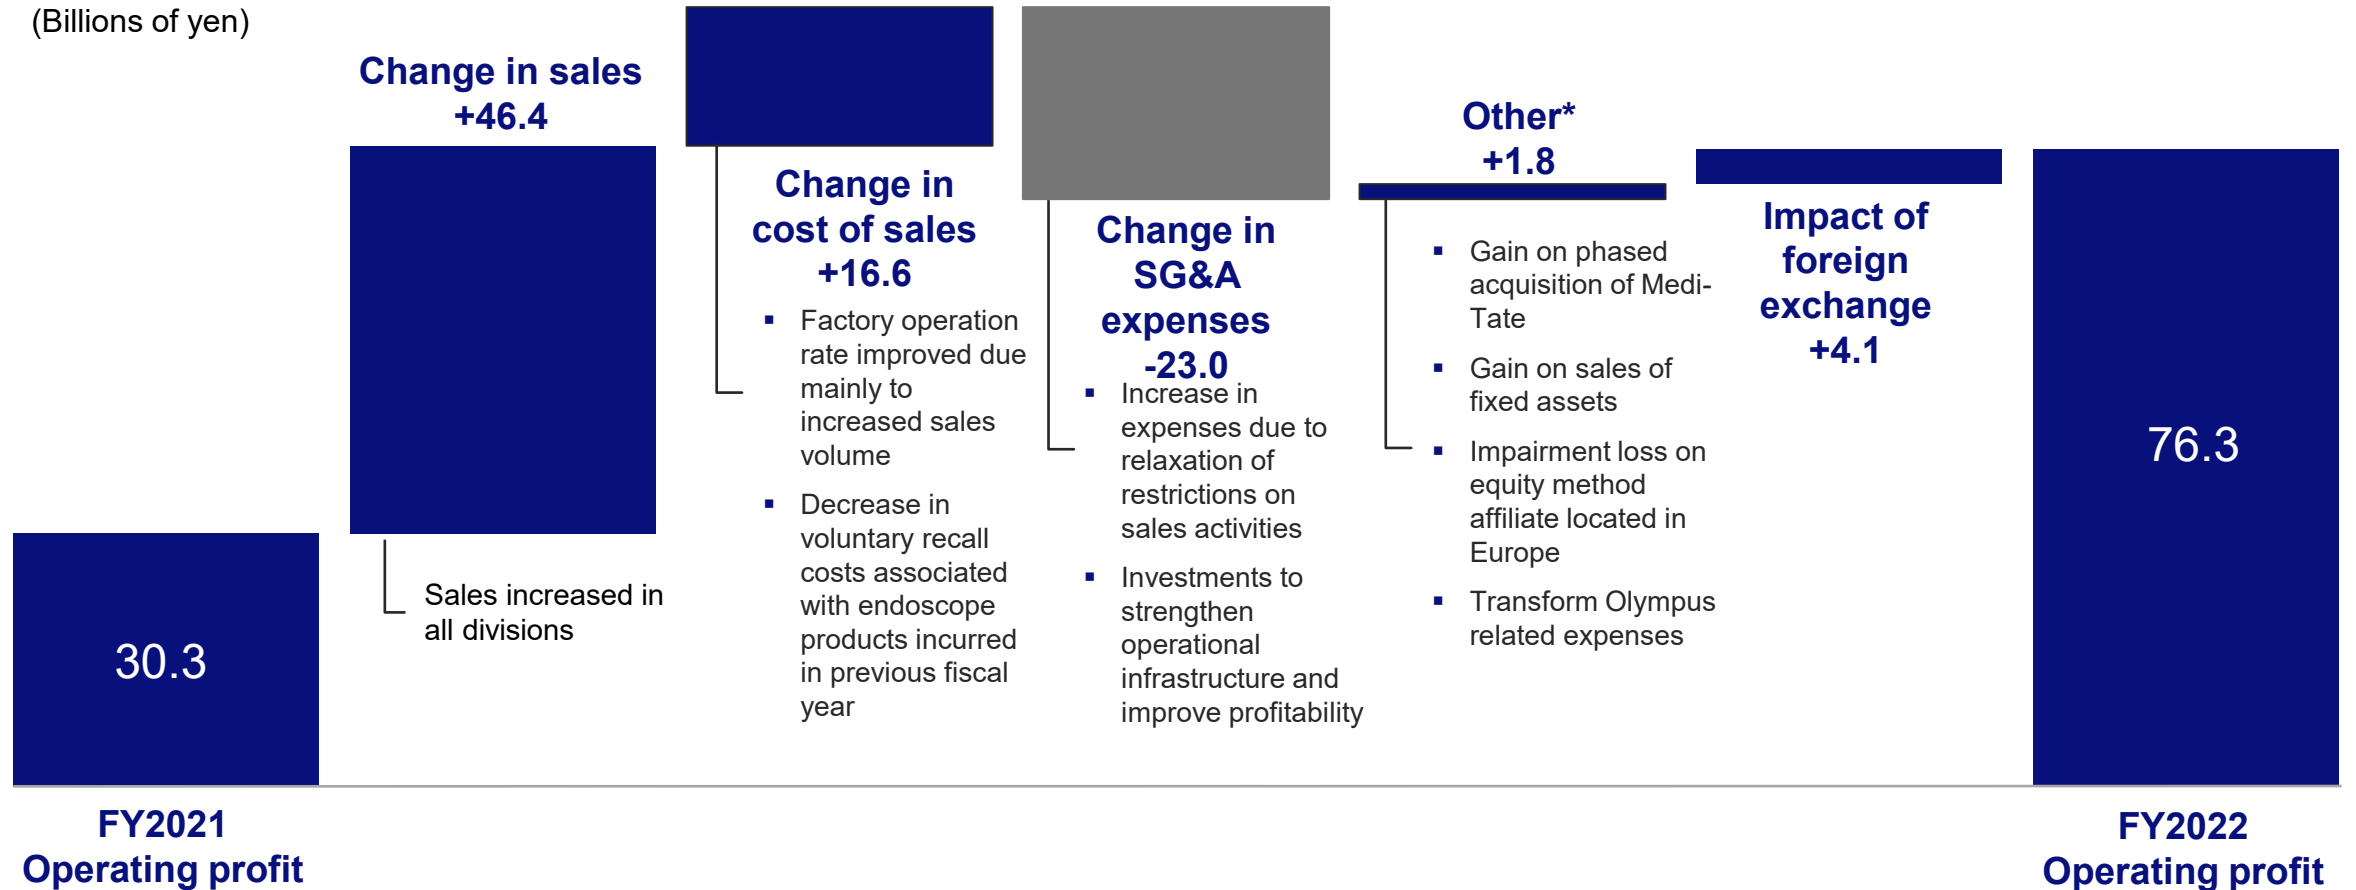 (Billions of yen)
Change in sales
+46.4
Sales increased in
all divisions
30.3
FY2021
Operating profit
Change in
cost of sales
+16.6
▪ Factory operation
rate improved due
mainly to
increased sales
volume
▪ Decrease in
voluntary recall
costs associated
with endoscope
products incurred
in previous fiscal
year
Change in
SG&A
expenses
-23.0
▪ Increase in
expenses due to
relaxation of
restrictions on
sales activities
▪ Investments to
strengthen
operational
infrastructure and
improve profitability
Other*
+1.8
▪ Gain on phased
acquisition of Medi-
Tate
▪ Gain on sales of
fixed assets
▪ Impairment loss on
equity method
affiliate located in
Europe
▪ Transform Olympus
related expenses
Impact of
foreign
exchange
+4.1
76.3
FY2022
Operating profit